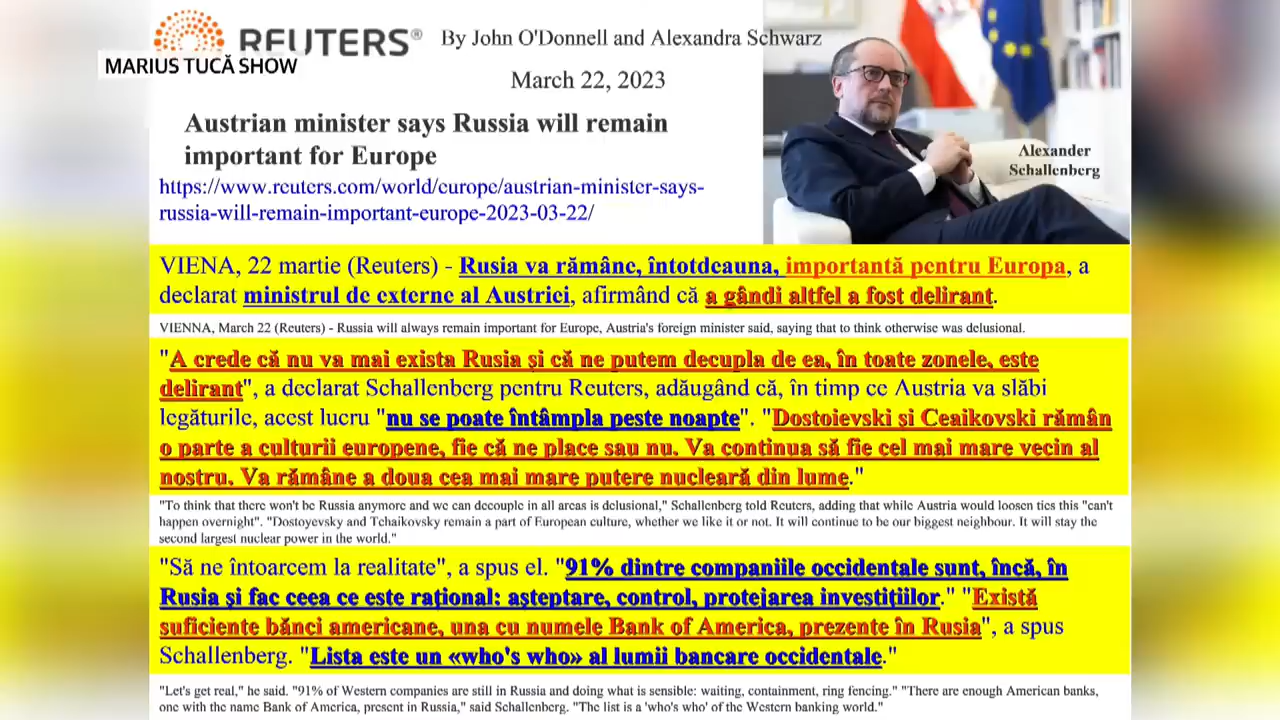 REUTERS®
By John O'Donnell and Alexandra Schwarz
MARIUS TUCĂ SHOW
March 22, 2023
Austrian minister says Russia will remain
important for Europe
https://www.reuters.com/world/europe/austrian-minister-says-
russia-will-remain-important-europe-2023-03-22/
Alexander
Schallenberg
VIENA, 22 martie (Reuters) - Rusia va rămâne, întotdeauna, importantă pentru Europa, a
declarat ministrul de externe al Austriei, afirmând că a gândi altfel a fost delirant.
VIENNA, March 22 (Reuters) - Russia will always remain important for Europe, Austria's foreign minister said, saying that to think otherwise was delusional.
"A crede că nu va mai exista Rusia și că ne putem decupla de ea, în toate zonele, este
delirant", a declarat Schallenberg pentru Reuters, adăugând că, în timp ce Austria va slăbi
legăturile, acest lucru "nu se poate întâmpla peste noapte". "Dostoievski și Ceaikovski rămân
o parte a culturii europene, fie că ne place sau nu. Va continua să fie cel mai mare vecin al
nostru. Va rămâne a doua cea mai mare putere nucleară din lume."
"To think that there won't be Russia anymore and we can decouple in all areas is delusional," Schallenberg told Reuters, adding that while Austria would loosen ties this "can't
happen overnight". "Dostoyevsky and Tchaikovsky remain a part of European culture, whether we like it or not. It will continue to be our biggest neighbour. It will stay the
second largest nuclear power in the world."
"Să ne întoarcem la realitate", a spus el. "91% dintre companiile occidentale sunt, încă, în
Rusia și fac ceea ce este rațional: așteptare, control, protejarea investițiilor." "Există
suficiente bănci americane, una cu numele Bank of America, prezente în Rusia", a spus
Schallenberg. "Lista este un «who's who» al lumii bancare occidentale."
"Let's get real," he said. "91% of Western companies are still in Russia and doing what is sensible: waiting, containment, ring fencing." "There are enough American banks,
one with the name Bank of America, present in Russia," said Schallenberg. "The list is a 'who's who' of the Western banking world."